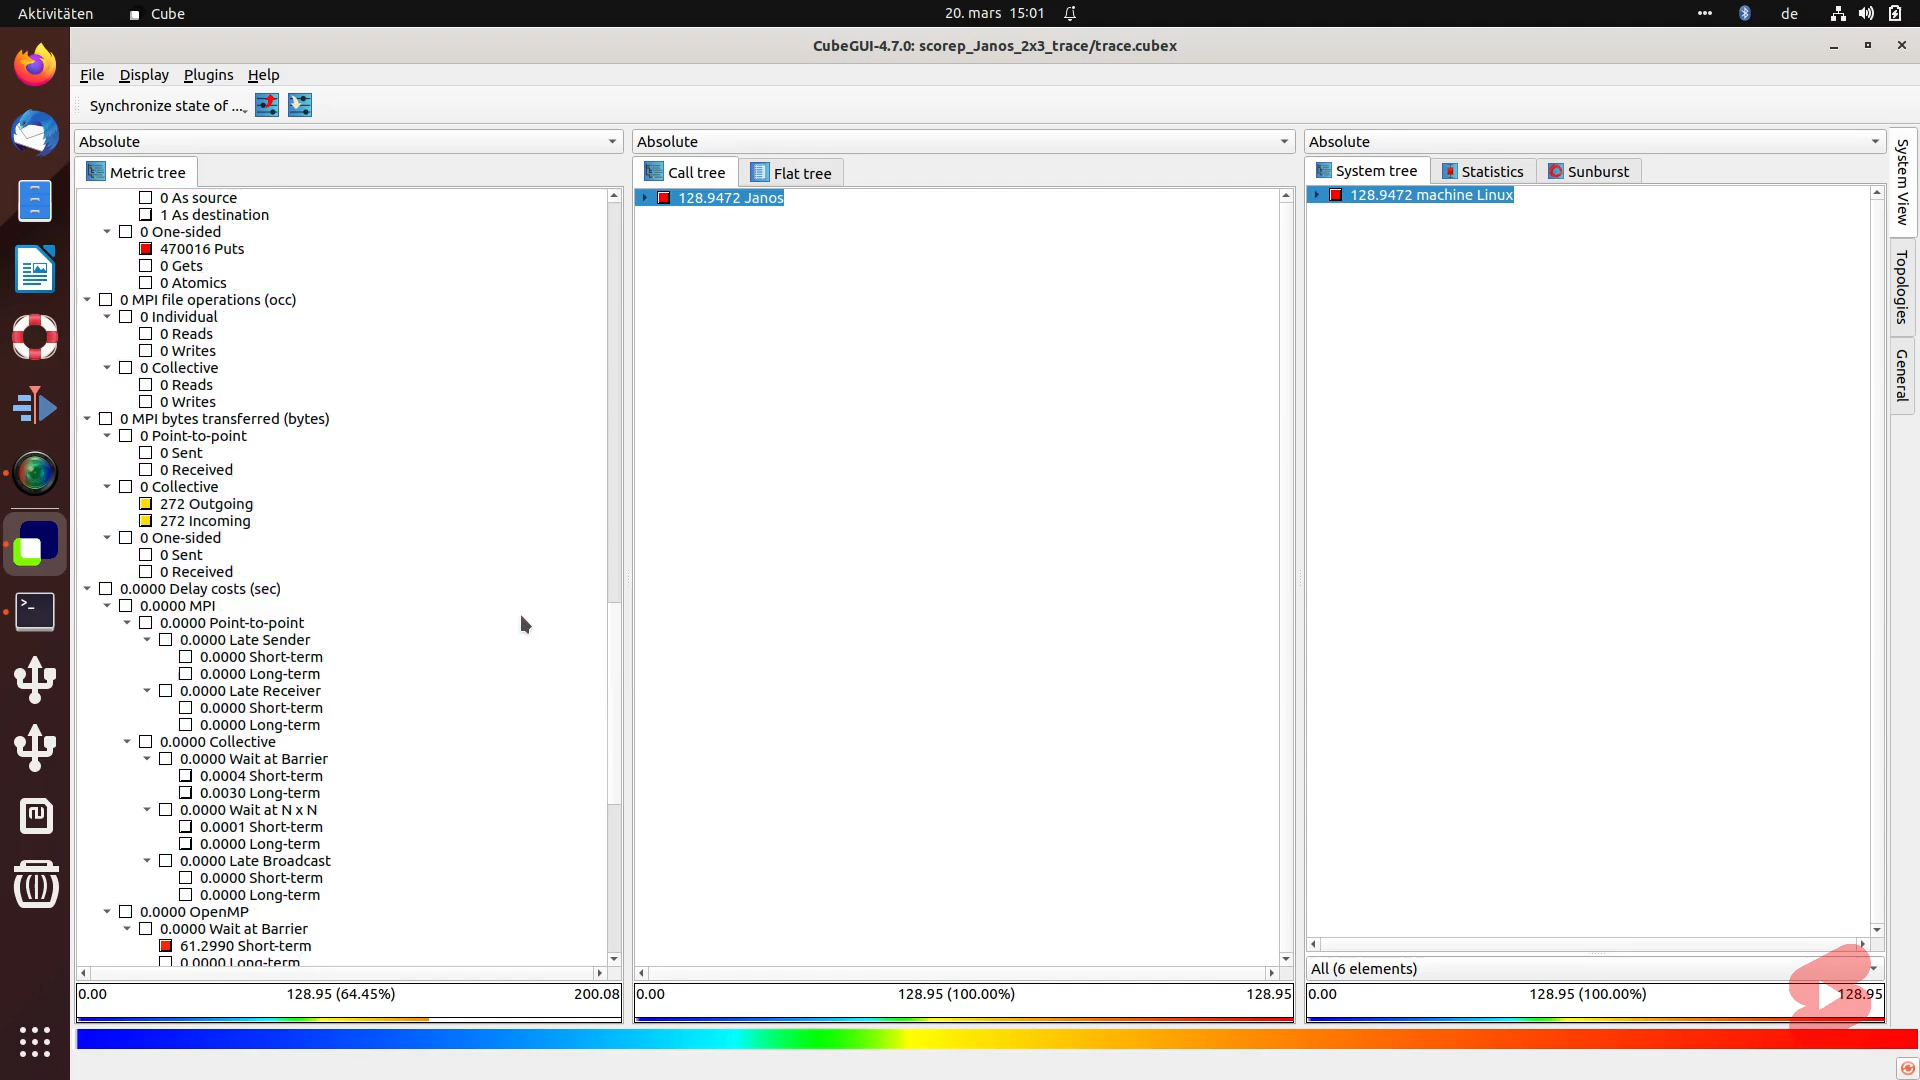 Aktivitäten
Cube
20. mars 15:01
de
CubeGUI-4.7.0: scorep_Janos_2x3_trace/trace.cubex
File Display Plugins Help
Synchronize state of ...
Absolute
Metric tree
0 As source
1 As destination
0 One-sided
470016 Puts
0 Gets
0 Atomics
0 MPI file operations (occ)
0 Individual
0 Reads
0 Writes
0 Collective
0 Reads
0 Writes
0 MPI bytes transferred (bytes)
0 Point-to-point
0 Sent
0 Received
0 Collective
272 Outgoing
272 Incoming
0 One-sided
0 Sent
0 Received
0.0000 Delay costs (sec)
0.0000 MPI
0.0000 Point-to-point
0.0000 Late Sender
0.0000 Short-term
0.0000 Long-term
0.0000 Late Receiver
0.0000 Short-term
0.0000 Long-term
0.0000 Collective
0.0000 Wait at Barrier
0.0004 Short-term
0.0030 Long-term
0.0000 Wait at N x N
0.0001 Short-term
0.0000 Long-term
0.0000 Late Broadcast
0.0000 Short-term
0.0000 Long-term
0.0000 OpenMP
0.0000 Wait at Barrier
61.2990 Short-term
0.0000 Long-term
0.00 128.95 (64.45%) 200.08
Absolute
Call tree
Flat tree
128.9472 Janos
0.00 128.95 (100.00%) 128.95
Absolute
System tree
Statistics
Sunburst
128.9472 machine Linux
All (6 elements)
0.00 128.95 (100.00%) 128.95
System View
Topologies
General